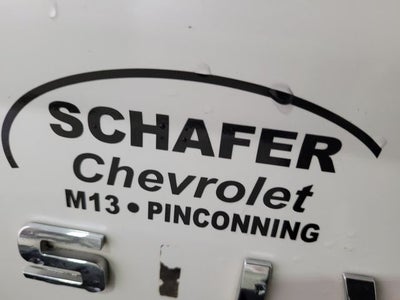 SCHAFER
Chevrolet
M13 • PINCONNING